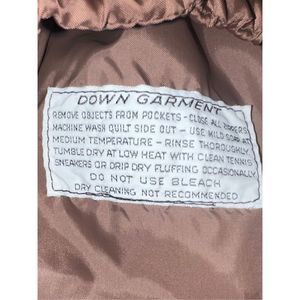 DOWN GARMENT
REMOVE OBJECTS FROM POCKETS - CLOSE ALL ZIPPERS
MACHINE WASH QUILT SIDE OUT - USE MILD SOAP AT
MEDIUM TEMPERATURE - RINSE THOROUGHLY
TUMBLE DRY AT LOW HEAT WITH CLEAN TENNIS
SNEAKERS OR DRIP DRY FLUFFING OCCASIONALLY.
DO NOT USE BLEACH
DRY CLEANING NOT RECOMMENDED